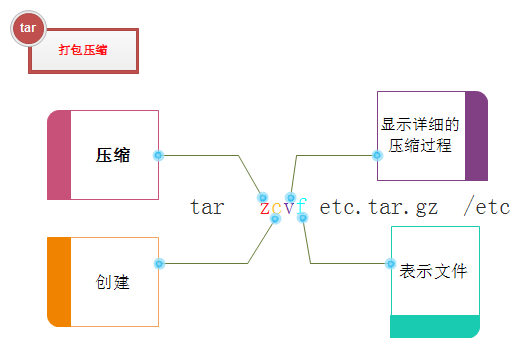 tar
打包压缩
压缩
显示详细的
压缩过程
tar zcvf etc.tar.gz /etc
创建
表示文件